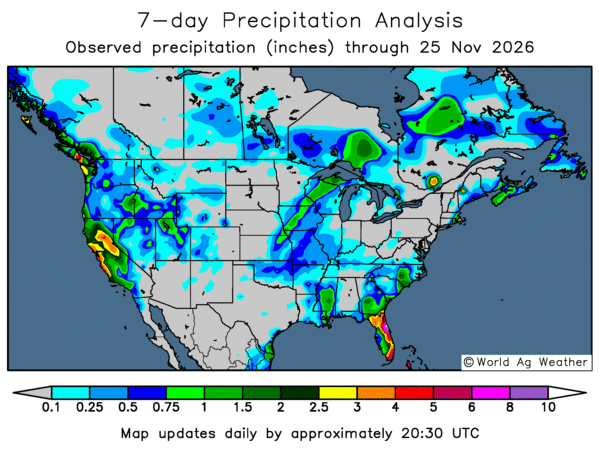 7-day Precipitation Analysis
Observed precipitation (inches) through 25 Nov 2026
© World Ag Weather
0.1 0.25 0.5 0.75 1 1.5 2 2.5 3 4 5 6 8 10
Map updates daily by approximately 20:30 UTC